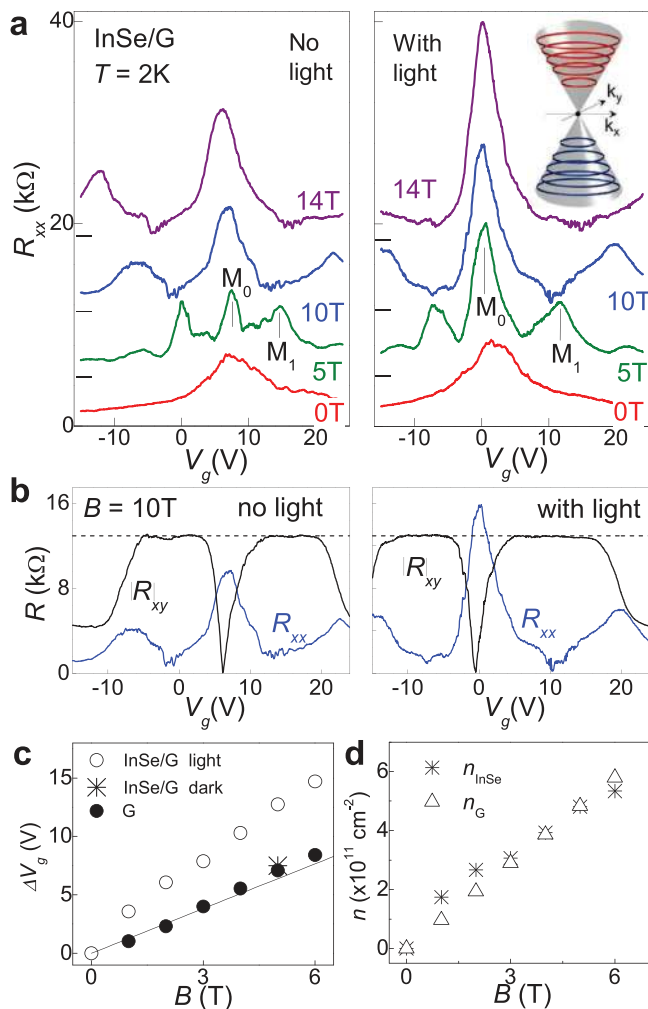 a
InSe/G
T = 2K
No
light
With
light
40
20
0
R_xx (kΩ)
14T
10T
5T
0T
M_0
M_1
-10 0 10 20
V_g(V)
14T
10T
5T
0T
M_0
M_1
k_y
k_x
-10 0 10 20
V_g(V)
b
B = 10T no light
with light
16
8
0
R (kΩ)
|R_xy|
R_xx
-10 0 10 20
V_g(V)
|R_xy|
R_xx
-10 0 10 20
V_g(V)
c
InSe/G light
InSe/G dark
G
15
10
5
0
ΔV_g (V)
0 3 6
B (T)
d
n_InSe
n_G
6
3
0
n (x10¹¹ cm⁻²)
0 3 6
B (T)